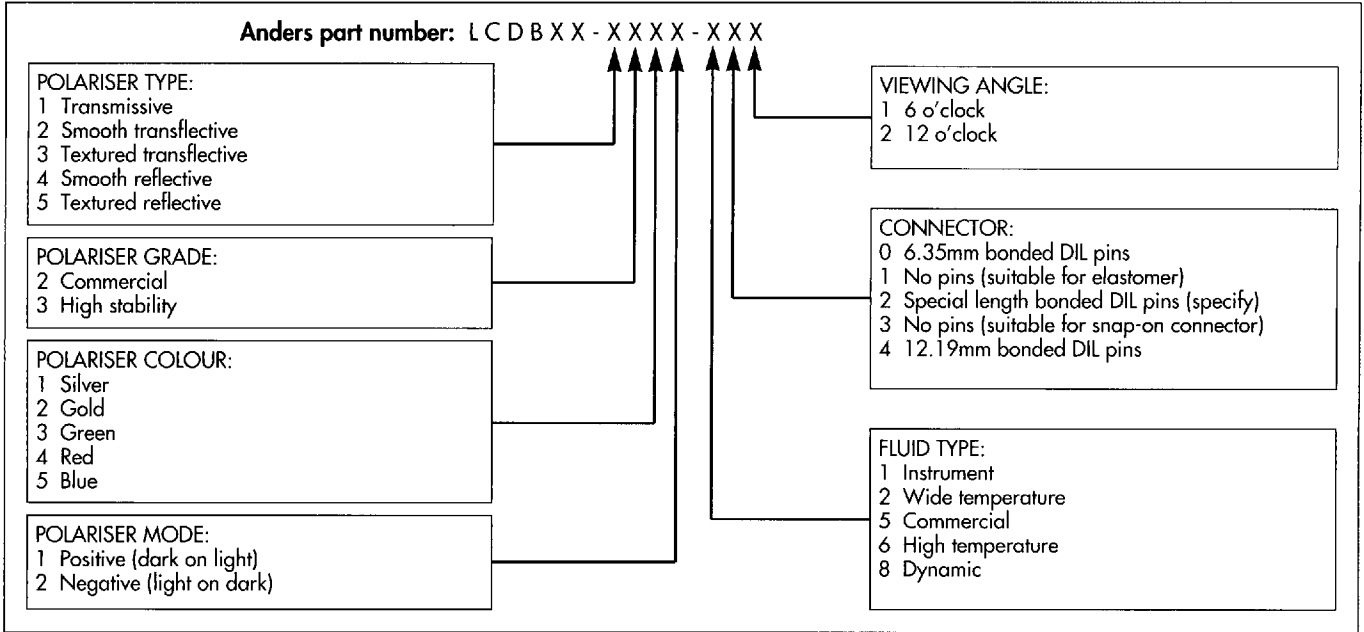 Anders part number: L C D B X X - X X X X - X X X
POLARISER TYPE:
1 Transmissive
2 Smooth transflective
3 Textured transflective
4 Smooth reflective
5 Textured reflective
POLARISER GRADE:
2 Commercial
3 High stability
POLARISER COLOUR:
1 Silver
2 Gold
3 Green
4 Red
5 Blue
POLARISER MODE:
1 Positive (dark on light)
2 Negative (light on dark)
VIEWING ANGLE:
1 6 o'clock
2 12 o'clock
CONNECTOR:
0 6.35mm bonded DIL pins
1 No pins (suitable for elastomer)
2 Special length bonded DIL pins (specify)
3 No pins (suitable for snap-on connector)
4 12.19mm bonded DIL pins
FLUID TYPE:
1 Instrument
2 Wide temperature
5 Commercial
6 High temperature
8 Dynamic